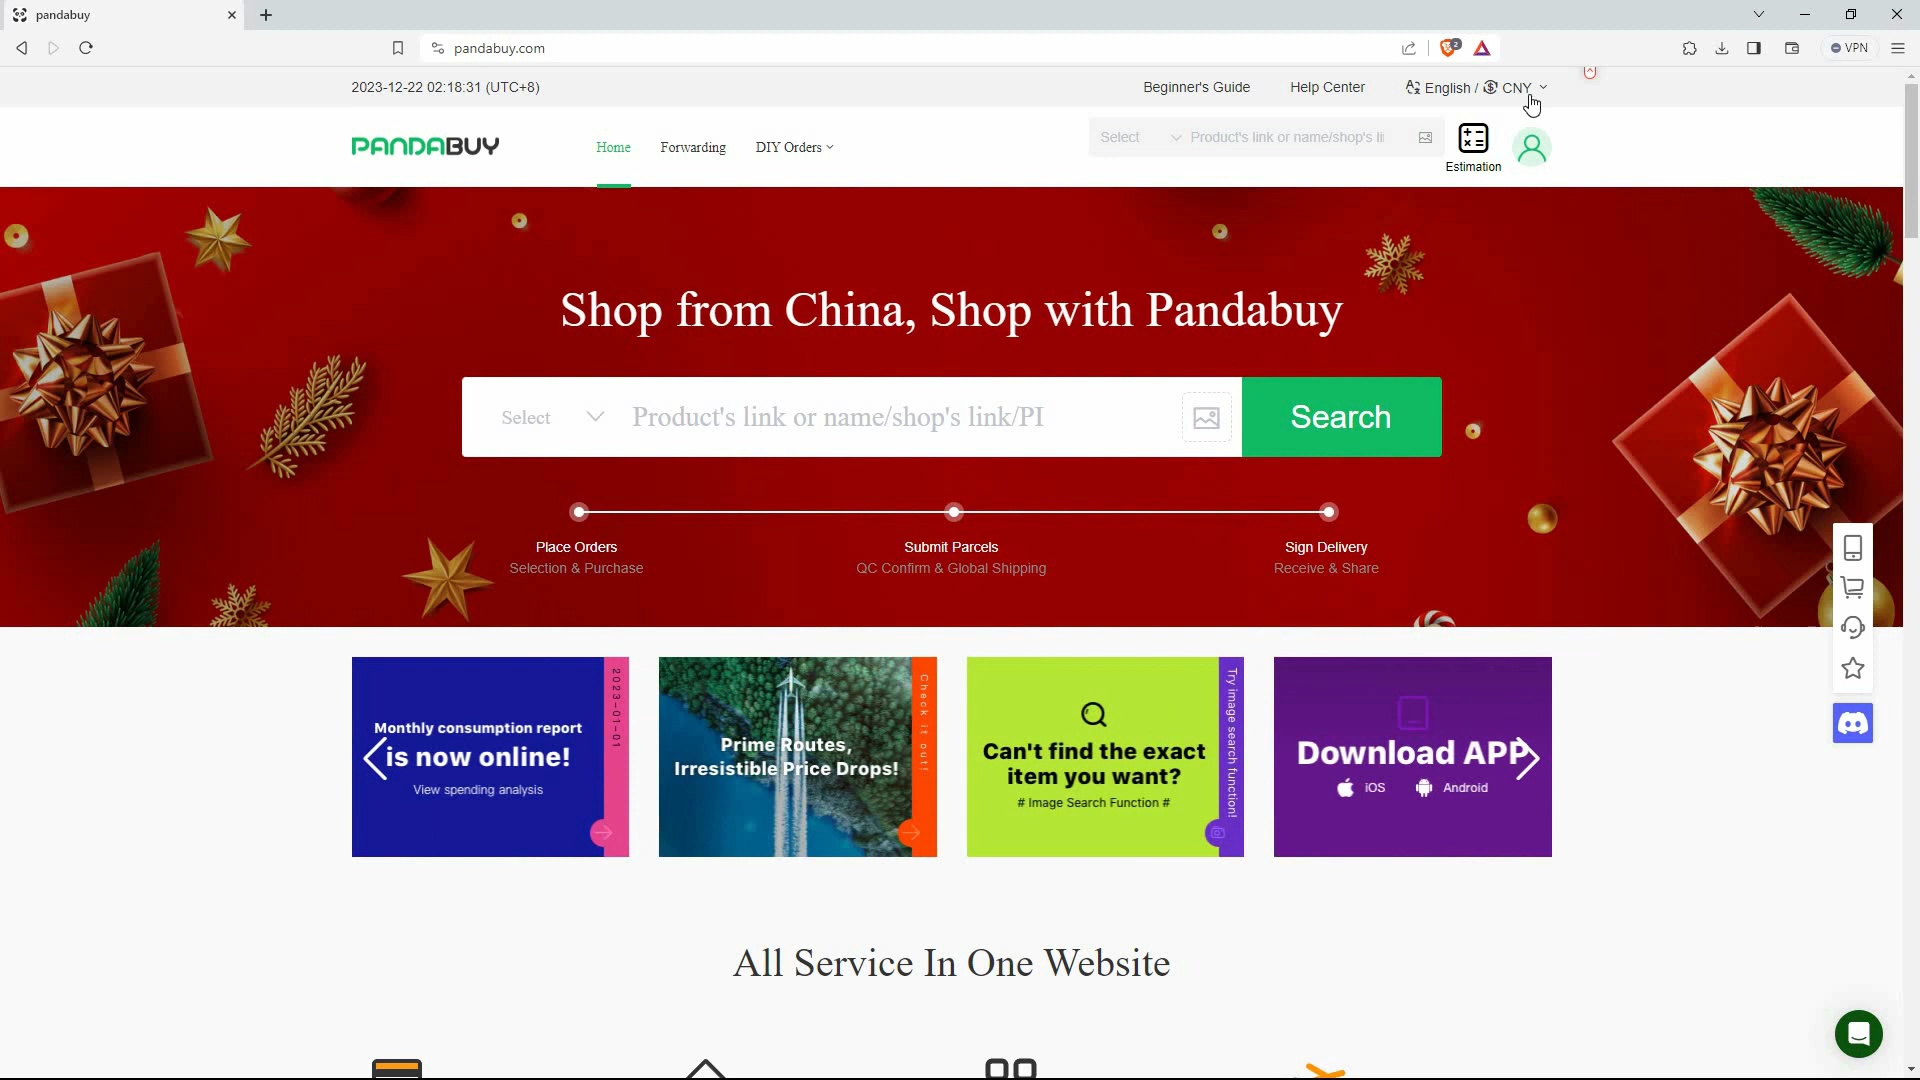 pandabuy
pandabuy.com
VPN
2023-12-22 02:18:31 (UTC+8)
Beginner's Guide
Help Center
English / CNY
PANDABUY
Home
Forwarding
DIY Orders
Select
Product's link or name/shop's li
Estimation
Shop from China, Shop with Pandabuy
Select
Product's link or name/shop's link/PI
Search
Place Orders
Submit Parcels
Sign Delivery
Selection & Purchase
QC Confirm & Global Shipping
Receive & Share
Monthly consumption report
is now online!
View spending analysis
2023-01-01
Prime Routes,
Irresistible Price Drops!
Check it out!
Can't find the exact
item you want?
# Image Search Function #
Try image search function!
Download APP
iOS
Android
All Service In One Website